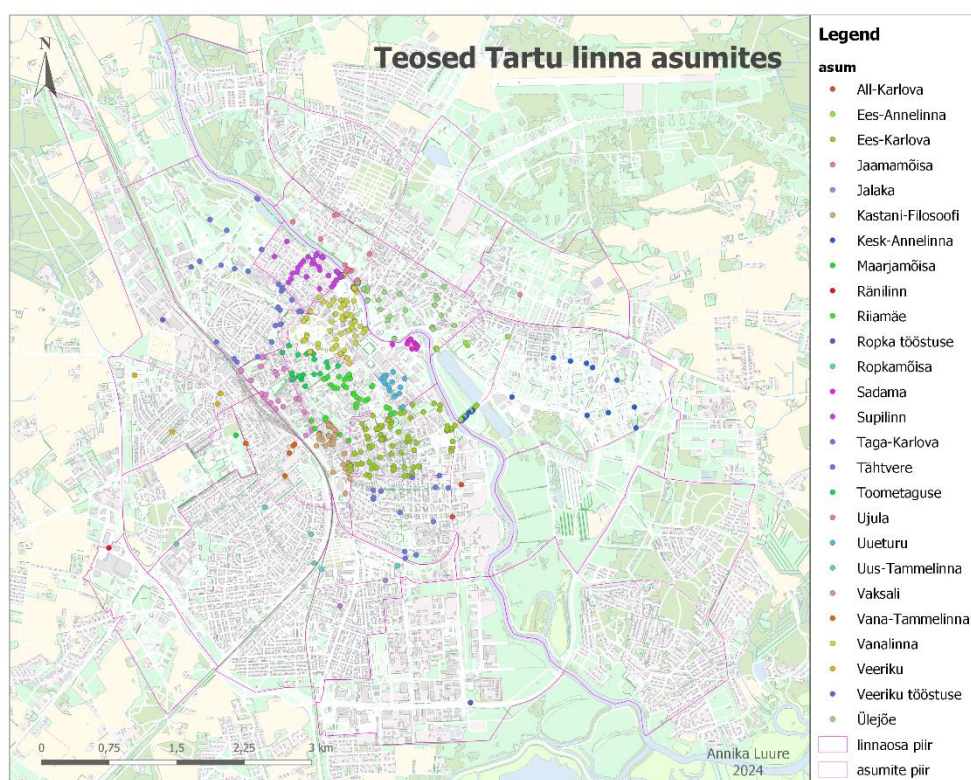 Teosed Tartu linna asumites
N
Legend
asum
All-Karlova
Ees-Annelinna
Ees-Karlova
Jaamamõisa
Jalaka
Kastani-Filosoofi
Kesk-Annelinna
Maarjamõisa
Ränilinn
Riiamäe
Ropka tööstuse
Ropkamõisa
Sadama
Supilinn
Taga-Karlova
Tähtvere
Toometaguse
Ujula
Uueturu
Uus-Tammelinna
Vaksali
Vana-Tammelinna
Vanalinna
Veeriku
Veeriku tööstuse
Ülejõe
linnaosa piir
asumite piir
0 0,75 1,5 2,25 3 km
Annika Luure
2024